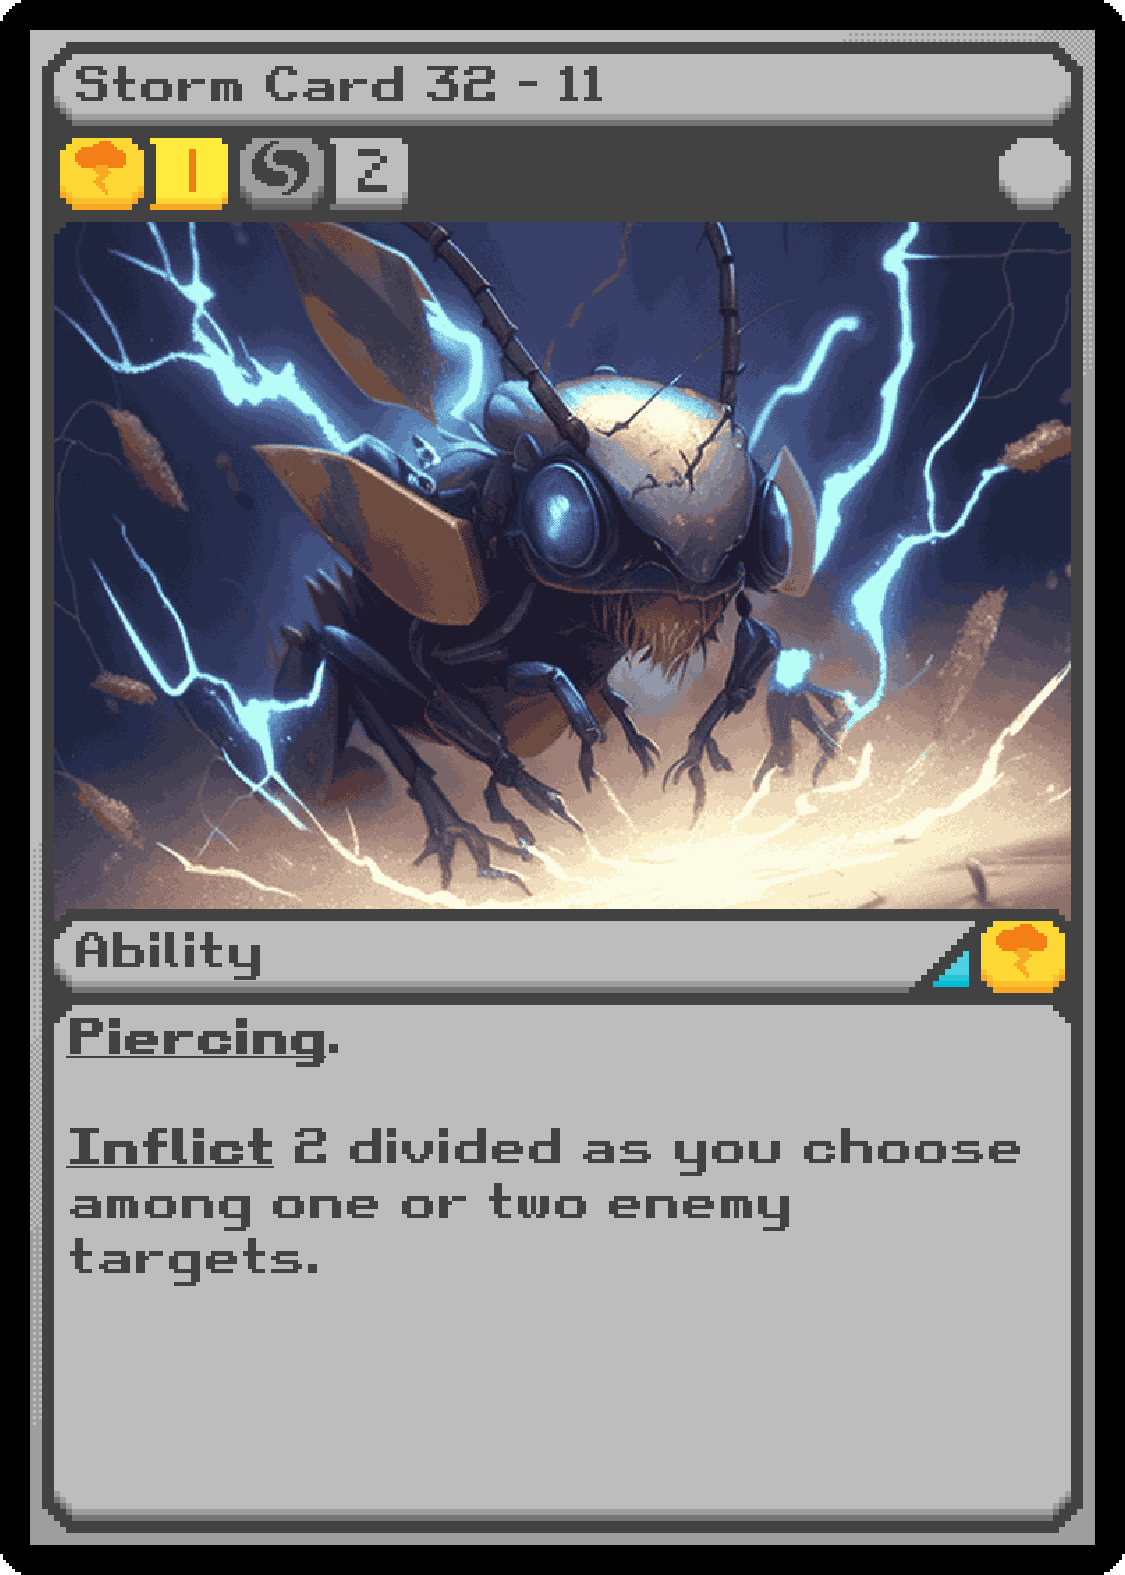 Storm Card 32 - 11
1 2
Ability
Piercing.
Inflict 2 divided as you choose
among one or two enemy
targets.